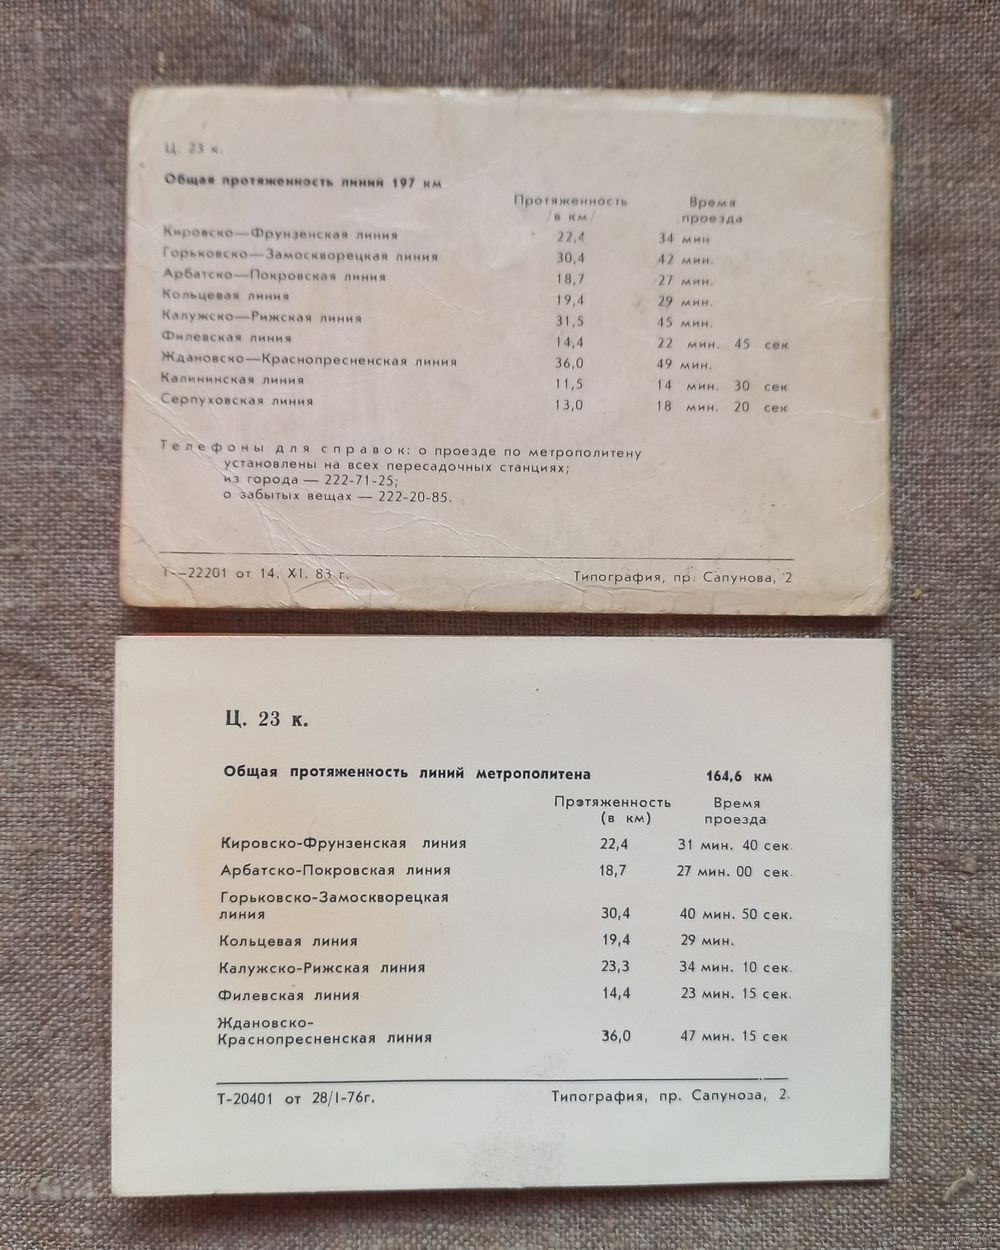 Ц. 23 к.
Общая протяженность линий 197 км
Протяженность Время
/в км/ проезда
Кировско—Фрунзенская линия 22,4 34 мин
Горьковско—Замоскворецкая линия 30,4 42 мин.
Арбатско—Покровская линия 18,7 27 мин.
Кольцевая линия 19,4 29 мин.
Калужско—Рижская линия 31,5 45 мин.
Филевская линия 14,4 22 мин. 45 сек
Ждановско—Краснопресненская линия 36,0 49 мин.
Калининская линия 11,5 14 мин. 30 сек
Серпуховская линия 13,0 18 мин. 20 сек
Телефоны для справок: о проезде по метрополитену
установлены на всех пересадочных станциях;
из города — 222-71-25;
о забытых вещах — 222-20-85.
Т—22201 от 14. XI. 83 г. Типография, пр. Сапунова, 2
Ц. 23 к.
Общая протяженность линий метрополитена 164,6 км
Протяженность Время
(в км) проезда
Кировско-Фрунзенская линия 22,4 31 мин. 40 сек.
Арбатско-Покровская линия 18,7 27 мин. 00 сек.
Горьковско-Замоскворецкая
линия 30,4 40 мин. 50 сек.
Кольцевая линия 19,4 29 мин.
Калужско-Рижская линия 23,3 34 мин. 10 сек.
Филевская линия 14,4 23 мин. 15 сек.
Ждановско-
Краснопресненская линия 36,0 47 мин. 15 сек
Т-20401 от 28/I-76г. Типография, пр. Сапунова, 2.